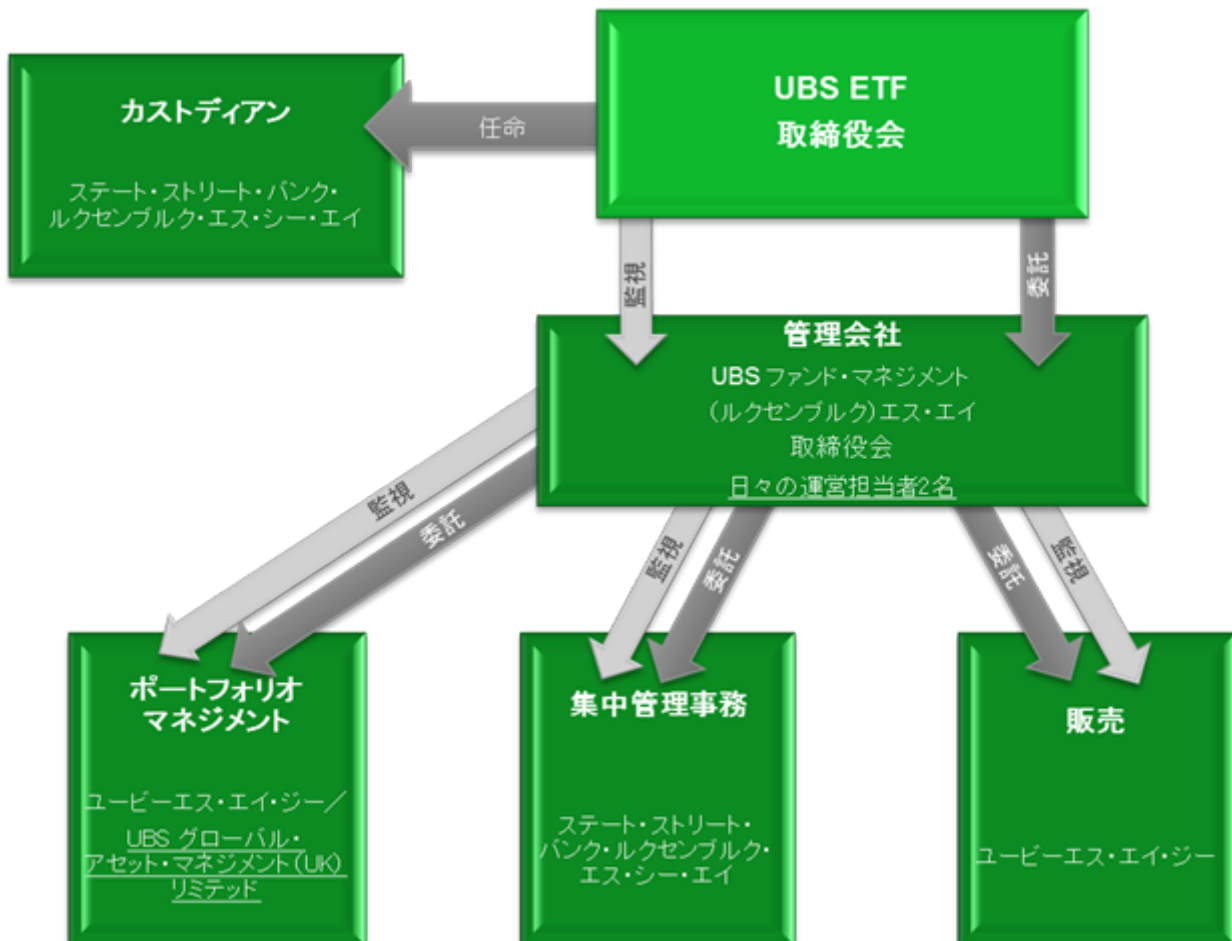 UBS ETF
取締役会
カストディアン
ステート・ストリート・バンク・
ルクセンブルク・エス・シー・エイ
任命
監視
委託
管理会社
UBS ファンド・マネジメント
(ルクセンブルク)エス・エイ
取締役会
日々の運営担当者2名
監視
委託
監視
委託
委託
監視
ポートフォリオ
マネジメント
ユービーエス・エイ・ジー/
UBS グローバル・
アセット・マネジメント(UK)
リミテッド
集中管理事務
ステート・ストリート・
バンク・ルクセンブルク・
エス・シー・エイ
販売
ユービーエス・エイ・ジー